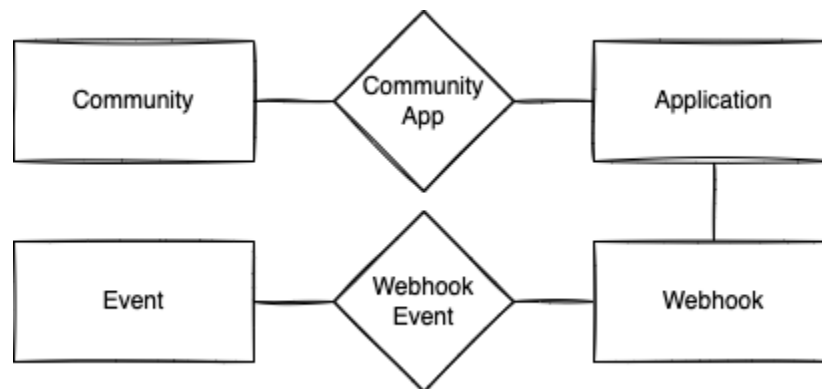 Community
Community
App
Application
Event
Webhook
Event
Webhook